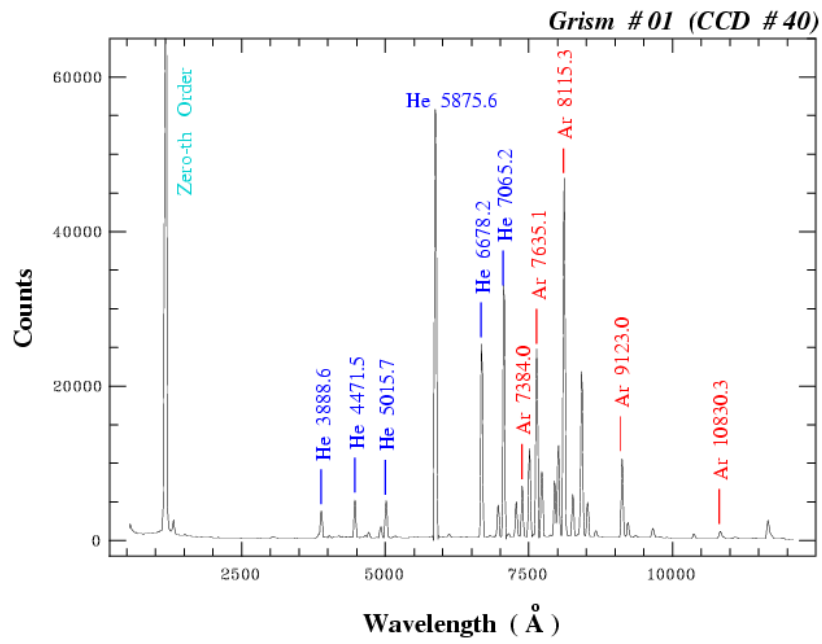 Grism # 01 (CCD # 40)
60000
40000
20000
0
Counts
Zero-th Order
He 3888.6
He 4471.5
He 5015.7
He 5875.6
He 6678.2
He 7065.2
Ar 7384.0
Ar 7635.1
Ar 8115.3
Ar 9123.0
Ar 10830.3
2500
5000
7500
10000
Wavelength ( Å )